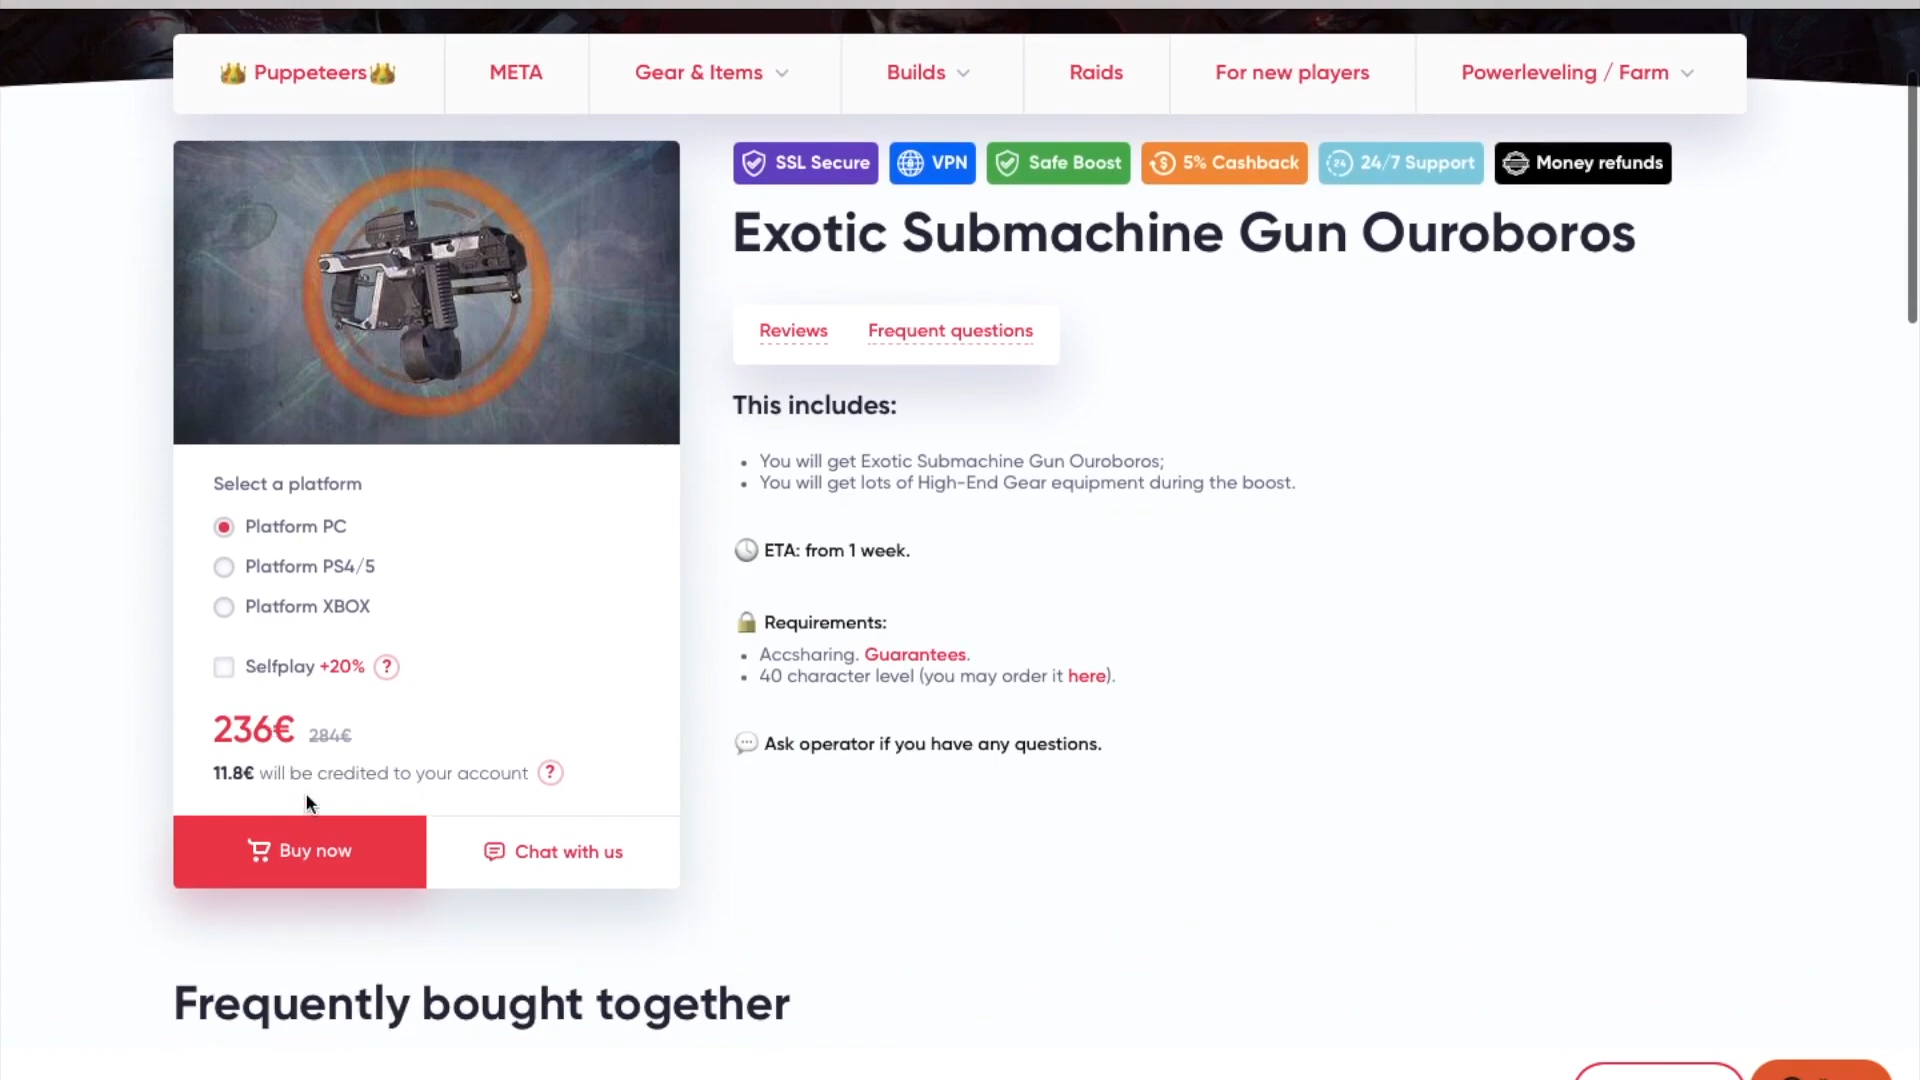 Puppeteers
META
Gear & Items
Builds
Raids
For new players
Powerleveling / Farm
SSL Secure
VPN
Safe Boost
5% Cashback
24
24/7 Support
Money refunds
Exotic Submachine Gun Ouroboros
Reviews
Frequent questions
This includes:
You will get Exotic Submachine Gun Ouroboros;
You will get lots of High-End Gear equipment during the boost.
ETA: from 1 week.
Requirements:
Accsharing. Guarantees.
40 character level (you may order it here).
Ask operator if you have any questions.
Select a platform
Platform PC
Platform PS4/5
Platform XBOX
Selfplay +20% ?
236€ 284€
11.8€ will be credited to your account ?
Buy now
Chat with us
Frequently bought together